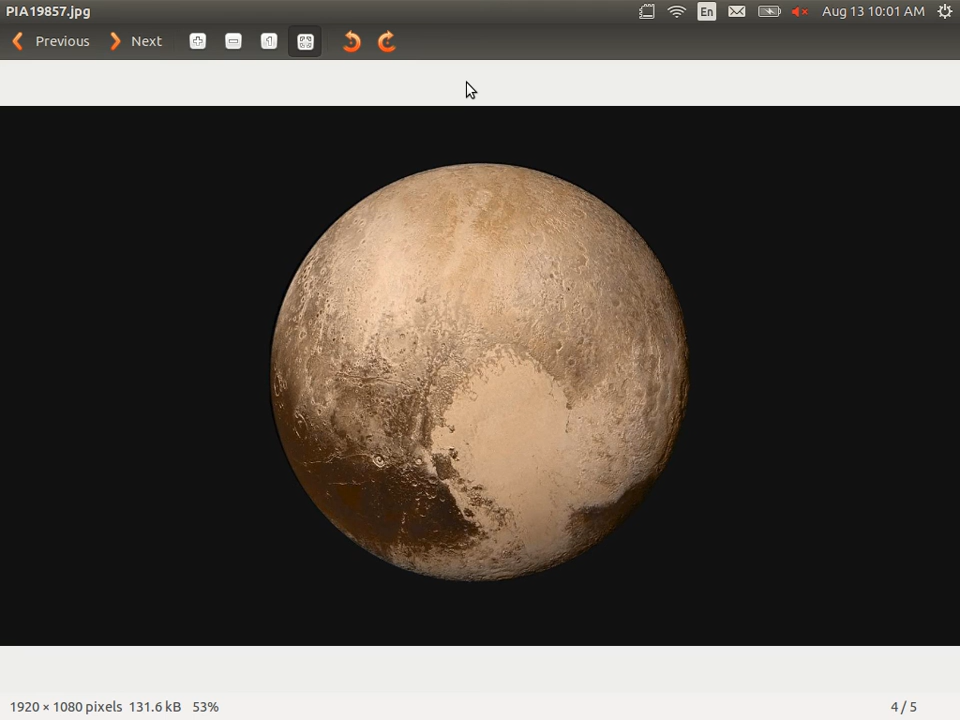 PIA19857.jpg
En
Aug 13 10:01 AM
Previous
Next
1920 × 1080 pixels 131.6 kB 53%
4 / 5